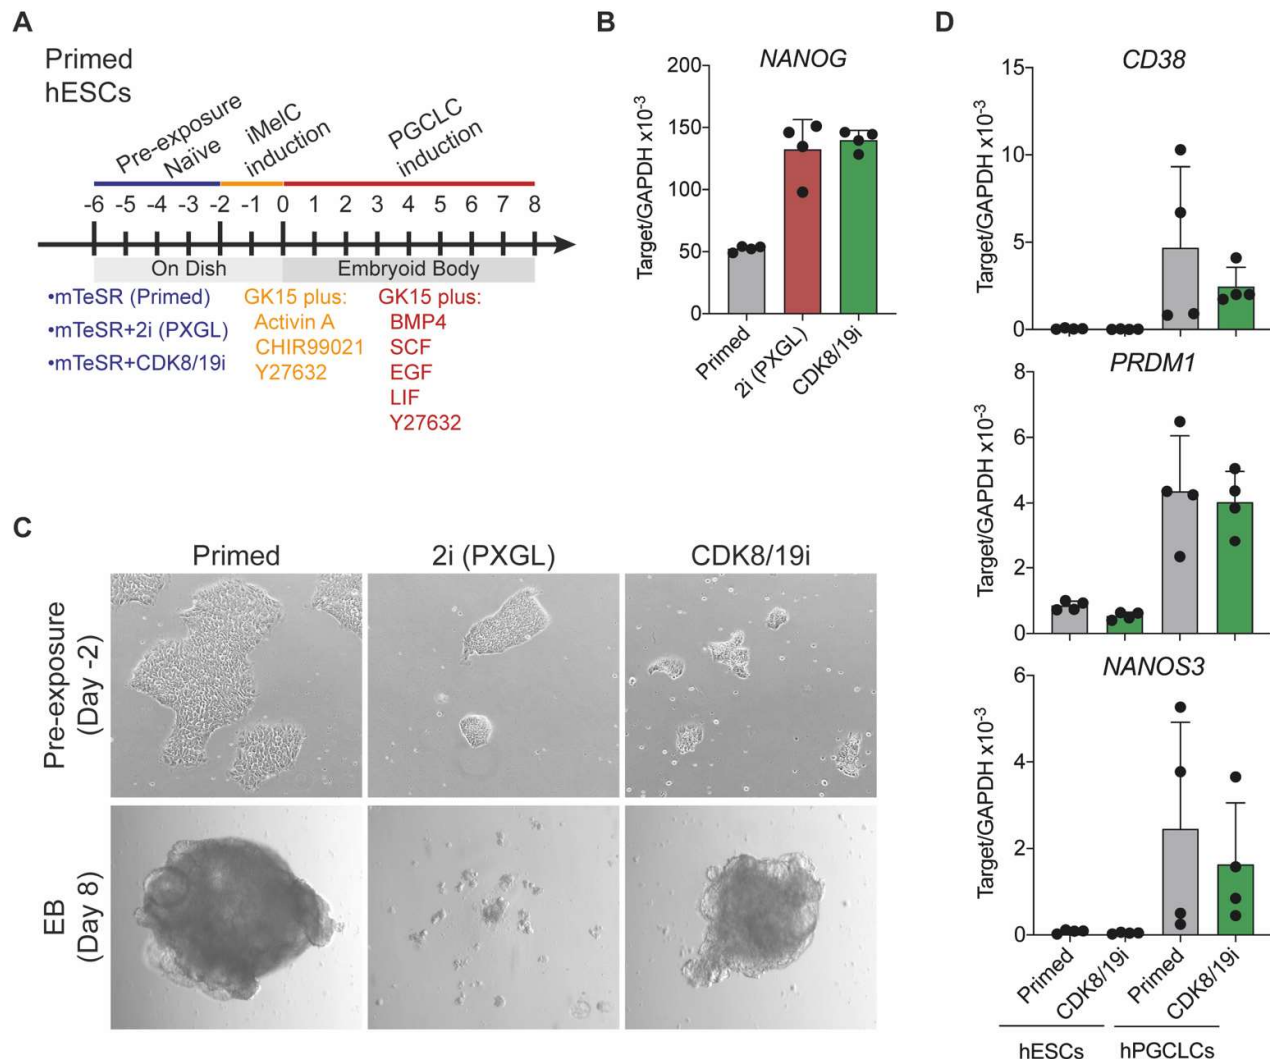 A
Primed
hESCs
Pre-exposure
Naïve
iMelC
induction
PGCLC
induction
-6 -5 -4 -3 -2 -1 0 1 2 3 4 5 6 7 8
On Dish
Embryoid Body
•mTeSR (Primed)
•mTeSR+2i (PXGL)
•mTeSR+CDK8/19i
GK15 plus:
Activin A
CHIR99021
Y27632
GK15 plus:
BMP4
SCF
EGF
LIF
Y27632
B
NANOG
Target/GAPDH x10-3
200
150
100
50
0
Primed
2i (PXGL)
CDK8/19i
C
Primed
2i (PXGL)
CDK8/19i
Pre-exposure
(Day -2)
EB
(Day 8)
D
CD38
Target/GAPDH x10-3
15
10
5
0
PRDM1
Target/GAPDH x10-3
8
6
4
2
0
NANOS3
Target/GAPDH x10-3
6
4
2
0
Primed
CDK8/19i
Primed
CDK8/19i
hESCs
hPGCLCs